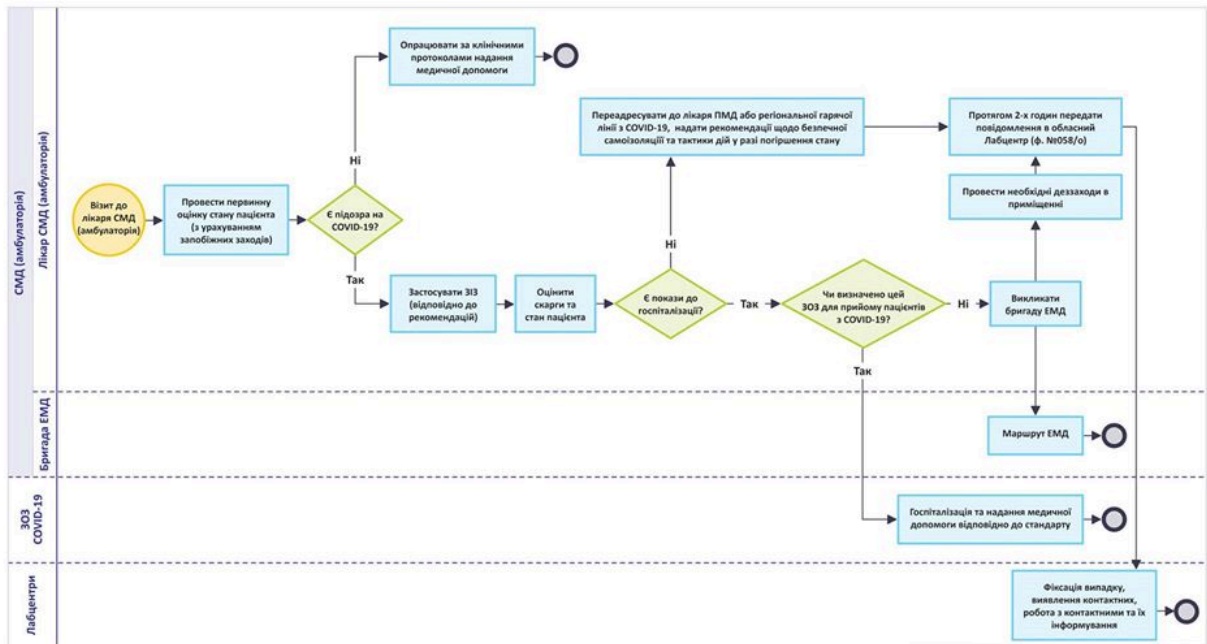 СМД (амбулаторія)
Лікар СМД (амбулаторія)
Бригада ЕМД
ЗОЗ
COVID-19
Лабцентри
Візит до
лікаря СМД
(амбулаторія)
Провести первинну
оцінку стану пацієнта
(з урахуванням
запобіжних заходів)
Є підозра на
COVID-19?
Ні
Опрацювати за клінічними
протоколами надання
медичної допомоги
Так
Застосувати ЗІЗ
(відповідно до
рекомендацій)
Оцінити
скарги та
стан пацієнта
Є покази до
госпіталізації?
Ні
Переадресувати до лікаря ПМД або регіональної гарячої
лінії з COVID-19, надати рекомендації щодо безпечної
самоізоляціїї та тактики дій у разі погіршення стану
Протягом 2-х годин передати
повідомлення в обласний
Лабцентр (ф. №058/о)
Провести необхідні деззаходи в
приміщенні
Так
Чи визначено цей
ЗОЗ для прийому пацієнтів
з COVID-19?
Ні
Викликати
бригаду ЕМД
Так
Маршрут ЕМД
Госпіталізація та надання медичної
допомоги відповідно до стандарту
Фіксація випадку,
виявлення контактних,
робота з контактними та їх
інформування